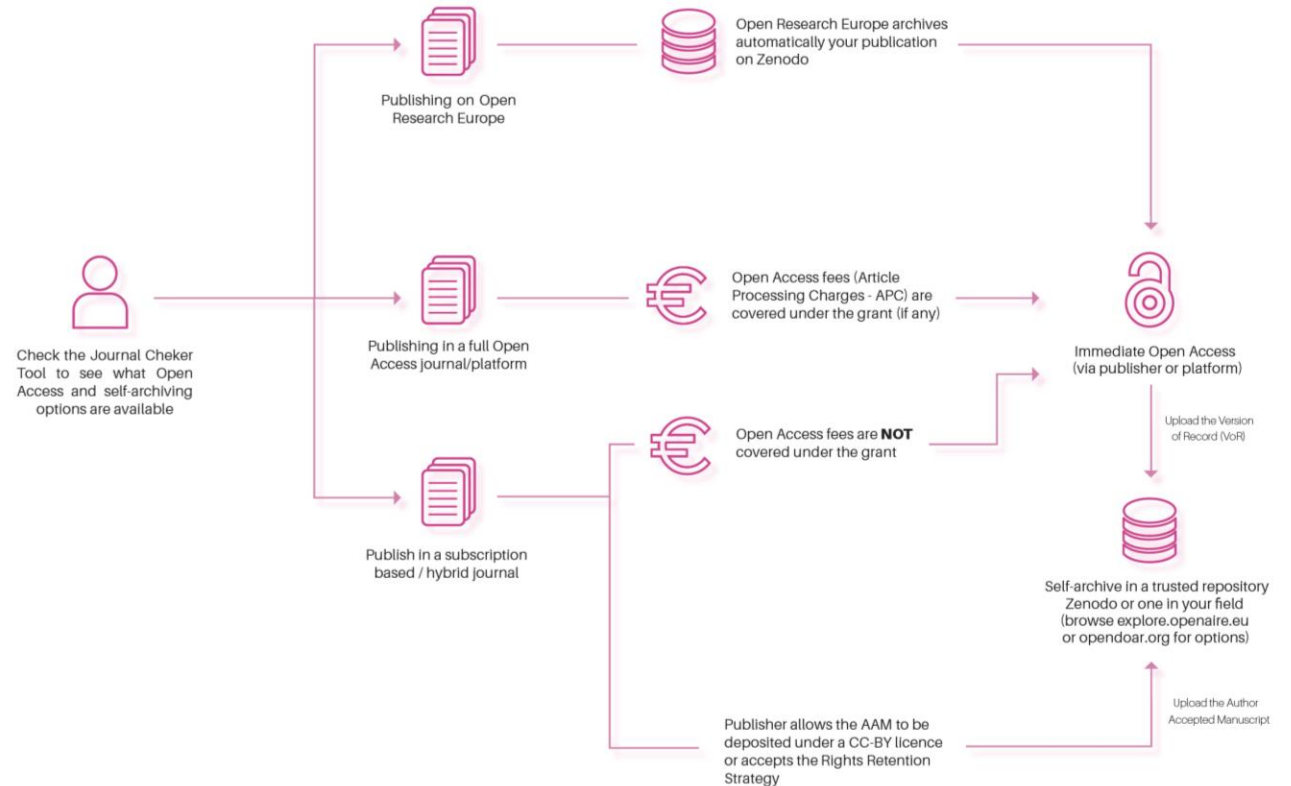 Open Research Europe archives
automatically your publication
on Zenodo
Publishing on Open
Research Europe
Open Access fees (Article
Processing Charges - APC) are
covered under the grant (if any)
Check the Journal Cheker
Tool to see what Open
Access and self-archiving
options are available
Publishing in a full Open
Access journal/platform
Immediate Open Access
(via publisher or platform)
Open Access fees are NOT
covered under the grant
Upload the Version
of Record (VoR)
Publish in a subscription
based / hybrid journal
Self-archive in a trusted repository
Zenodo or one in your field
(browse explore.openaire.eu
or opendoar.org for options)
Upload the Author
Accepted Manuscript
Publisher allows the AAM to be
deposited under a CC-BY licence
or accepts the Rights Retention
Strategy